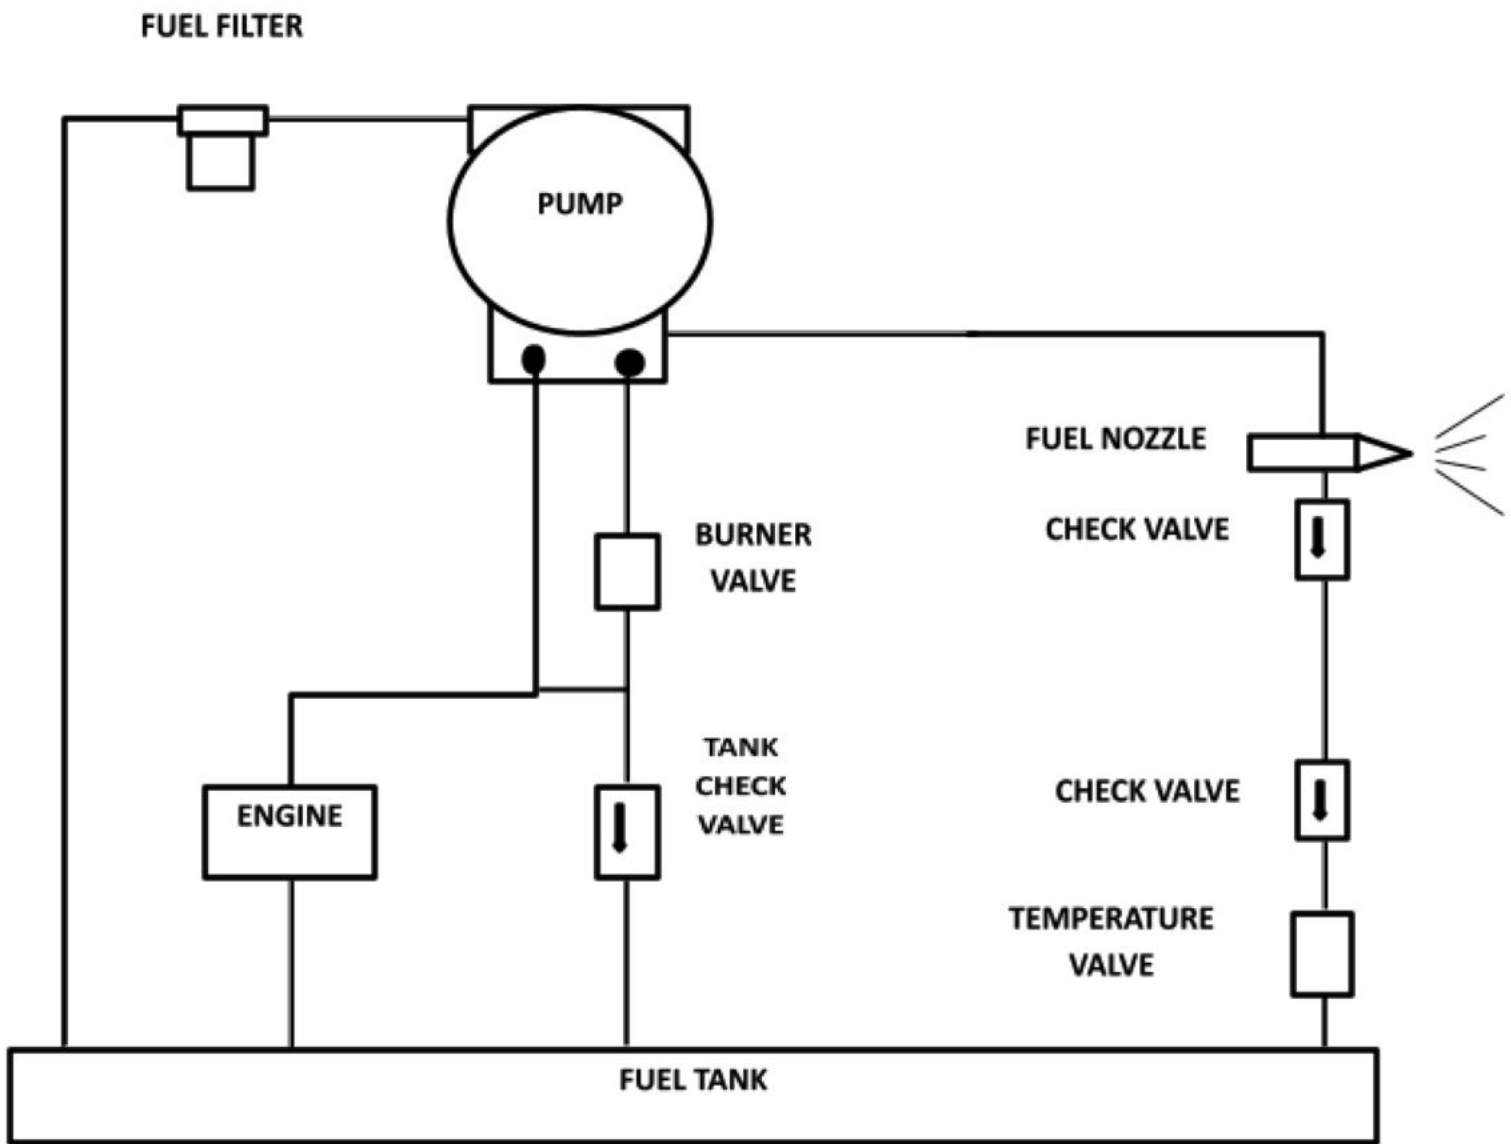 FUEL FILTER
PUMP
FUEL NOZZLE
BURNER
VALVE
CHECK VALVE
TANK
CHECK
VALVE
ENGINE
CHECK VALVE
TEMPERATURE
VALVE
FUEL TANK